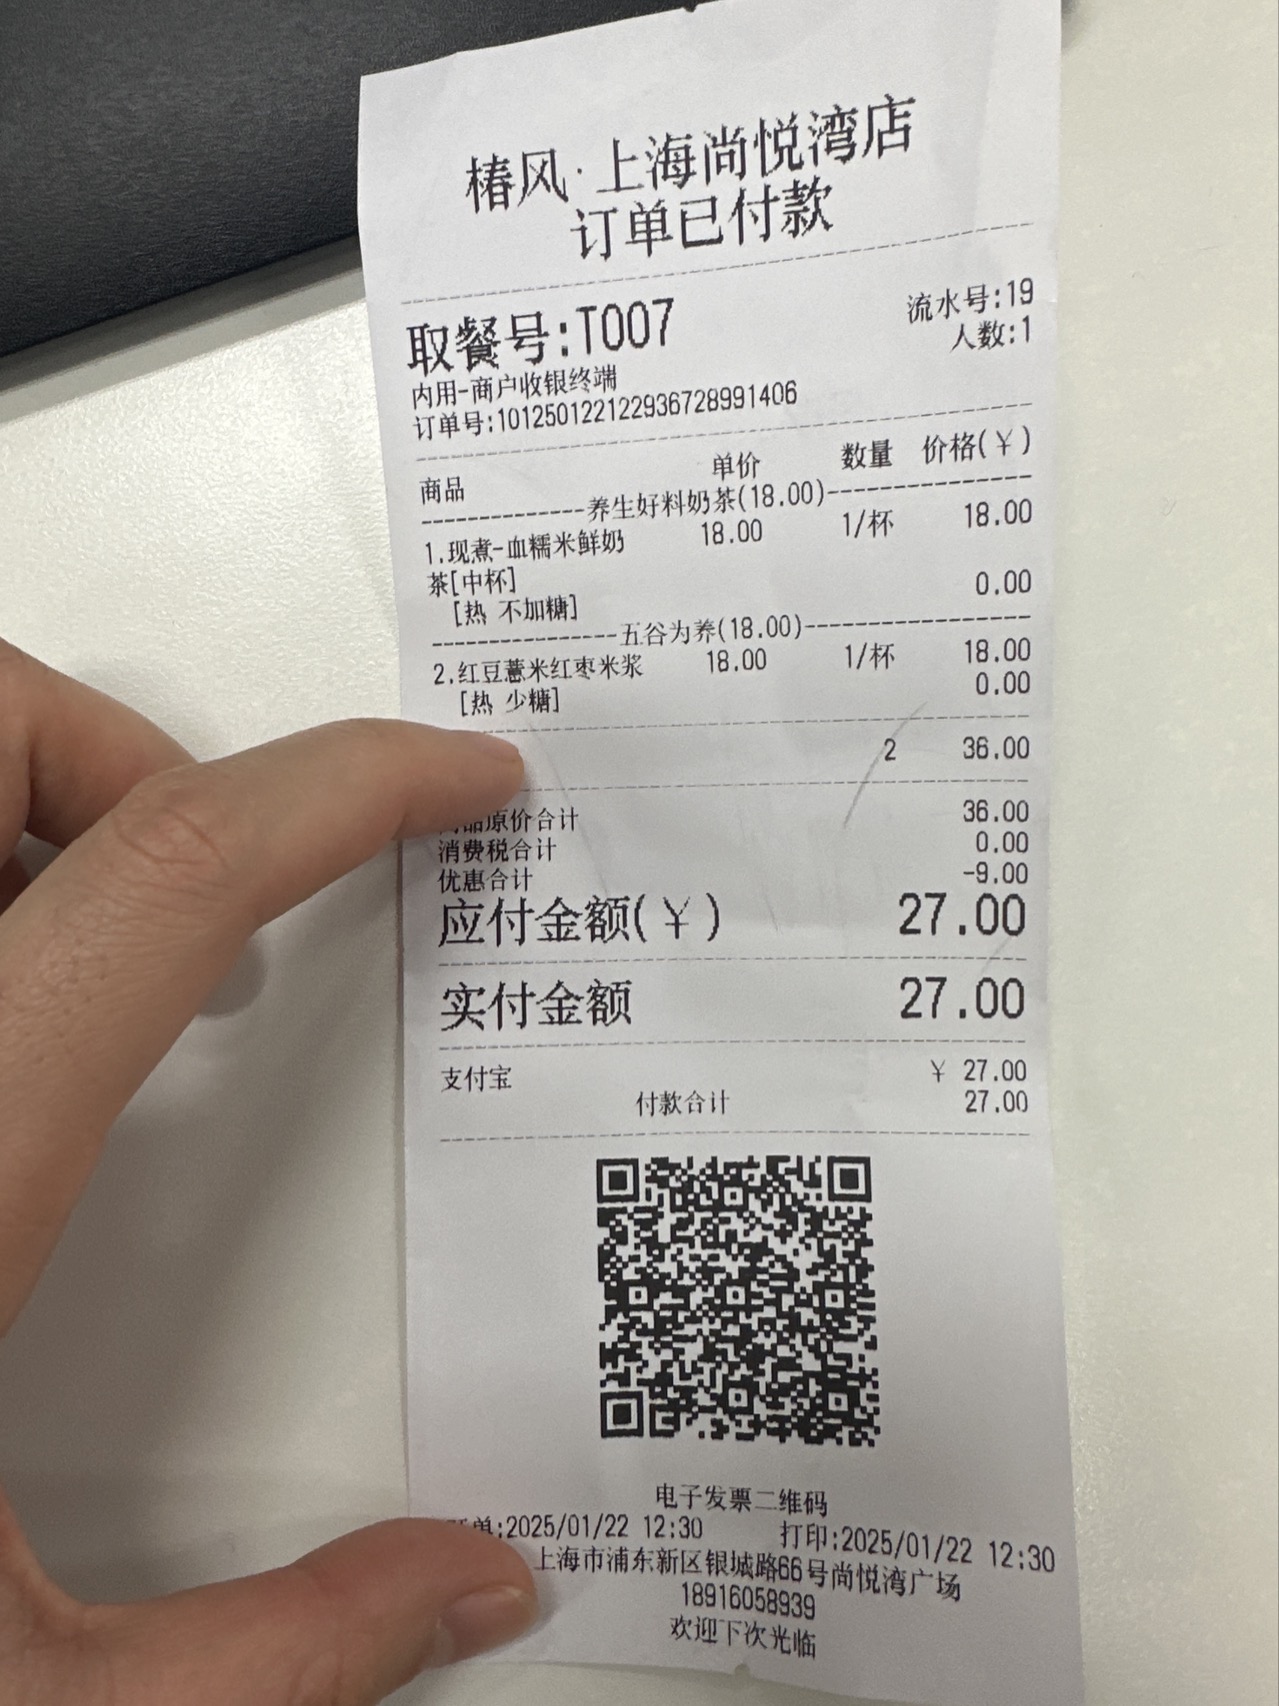 椿风·上海尚悦湾店
订单已付款
取餐号:T007
流水号:19
人数:1
内用-商户收银终端
订单号:101250122122936728991406
商品 单价 数量 价格(￥)
养生好料奶茶(18.00)
1.现煮-血糯米鲜奶 18.00 1/杯 18.00
茶[中杯]
[热 不加糖] 0.00
五谷为养(18.00)
2.红豆薏米红枣米浆 18.00 1/杯 18.00
[热 少糖] 0.00
2 36.00
品原价合计 36.00
消费税合计 0.00
优惠合计 -9.00
应付金额(￥) 27.00
实付金额 27.00
支付宝 ￥ 27.00
付款合计 27.00
电子发票二维码
单:2025/01/22 12:30 打印:2025/01/22 12:30
上海市浦东新区银城路66号尚悦湾广场
18916058939
欢迎下次光临